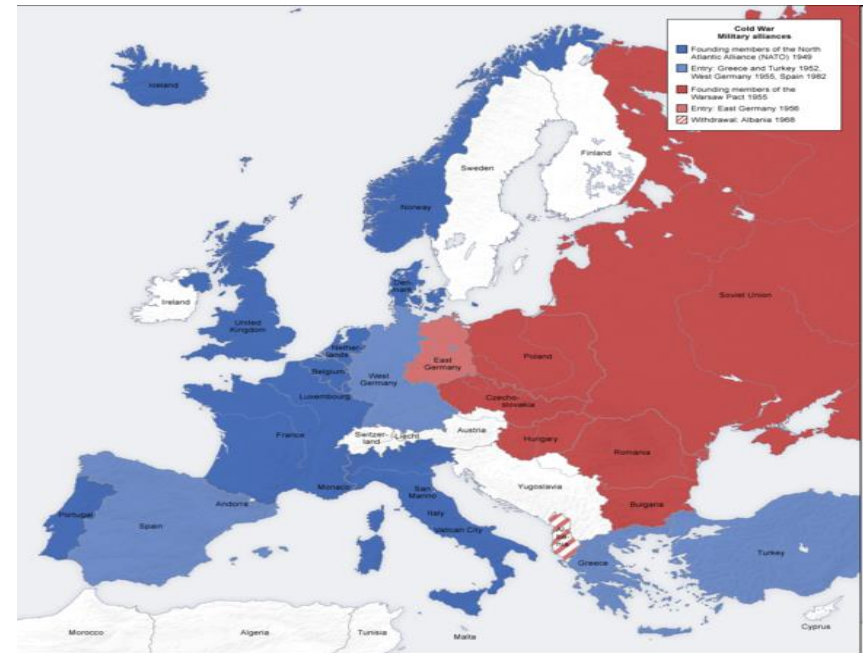 Cold War
Military alliances
Founding members of the North
Atlantic Alliance (NATO) 1949
Entry: Greece and Turkey 1952,
West Germany 1955, Spain 1982
Founding members of the
Warsaw Pact 1955
Entry: East Germany 1956
Withdrawal: Albania 1968
Iceland
Finland
Sweden
Norway
Soviet Union
Den-
mark
Ireland
United
Kingdom
Nether-
lands
Belgium
Luxembourg
West
Germany
East
Germany
Poland
Czecho-
slovakia
France
Switzer-
land
Liecht
Austria
Hungary
Romania
Yugoslavia
Monaco
San
Marino
Italy
Vatican City
Bulgaria
Andorra
Portugal
Spain
Greece
Turkey
Morocco
Algeria
Tunisia
Malta
Cyprus